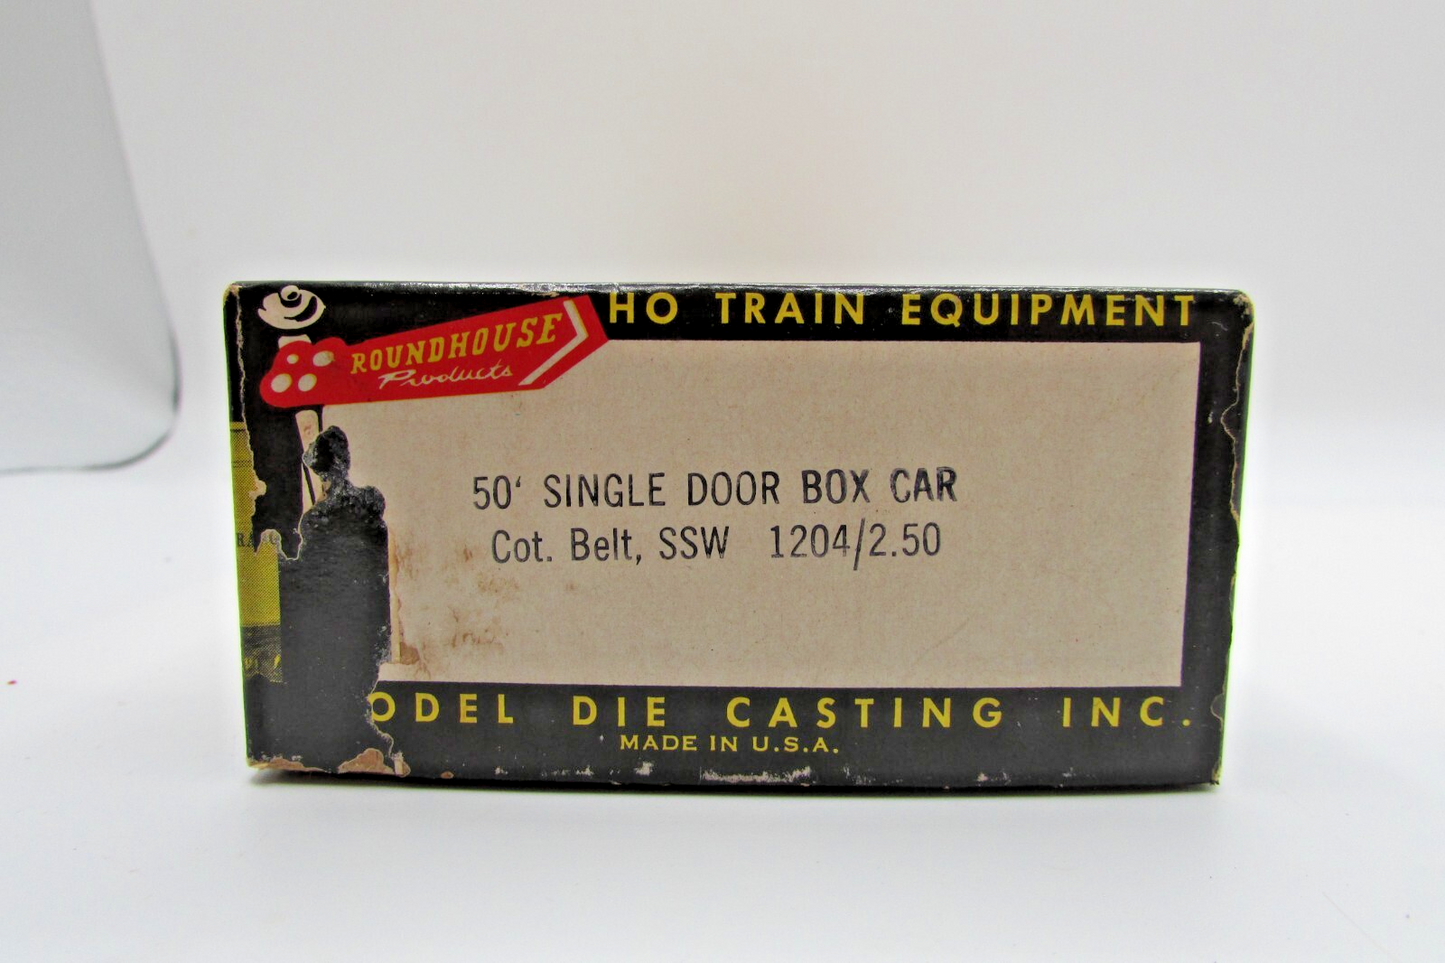 HO TRAIN EQUIPMENT
ROUNDHOUSE
Products
50' SINGLE DOOR BOX CAR
Cot. Belt, SSW 1204/2.50
ODEL DIE CASTING INC.
MADE IN U.S.A.